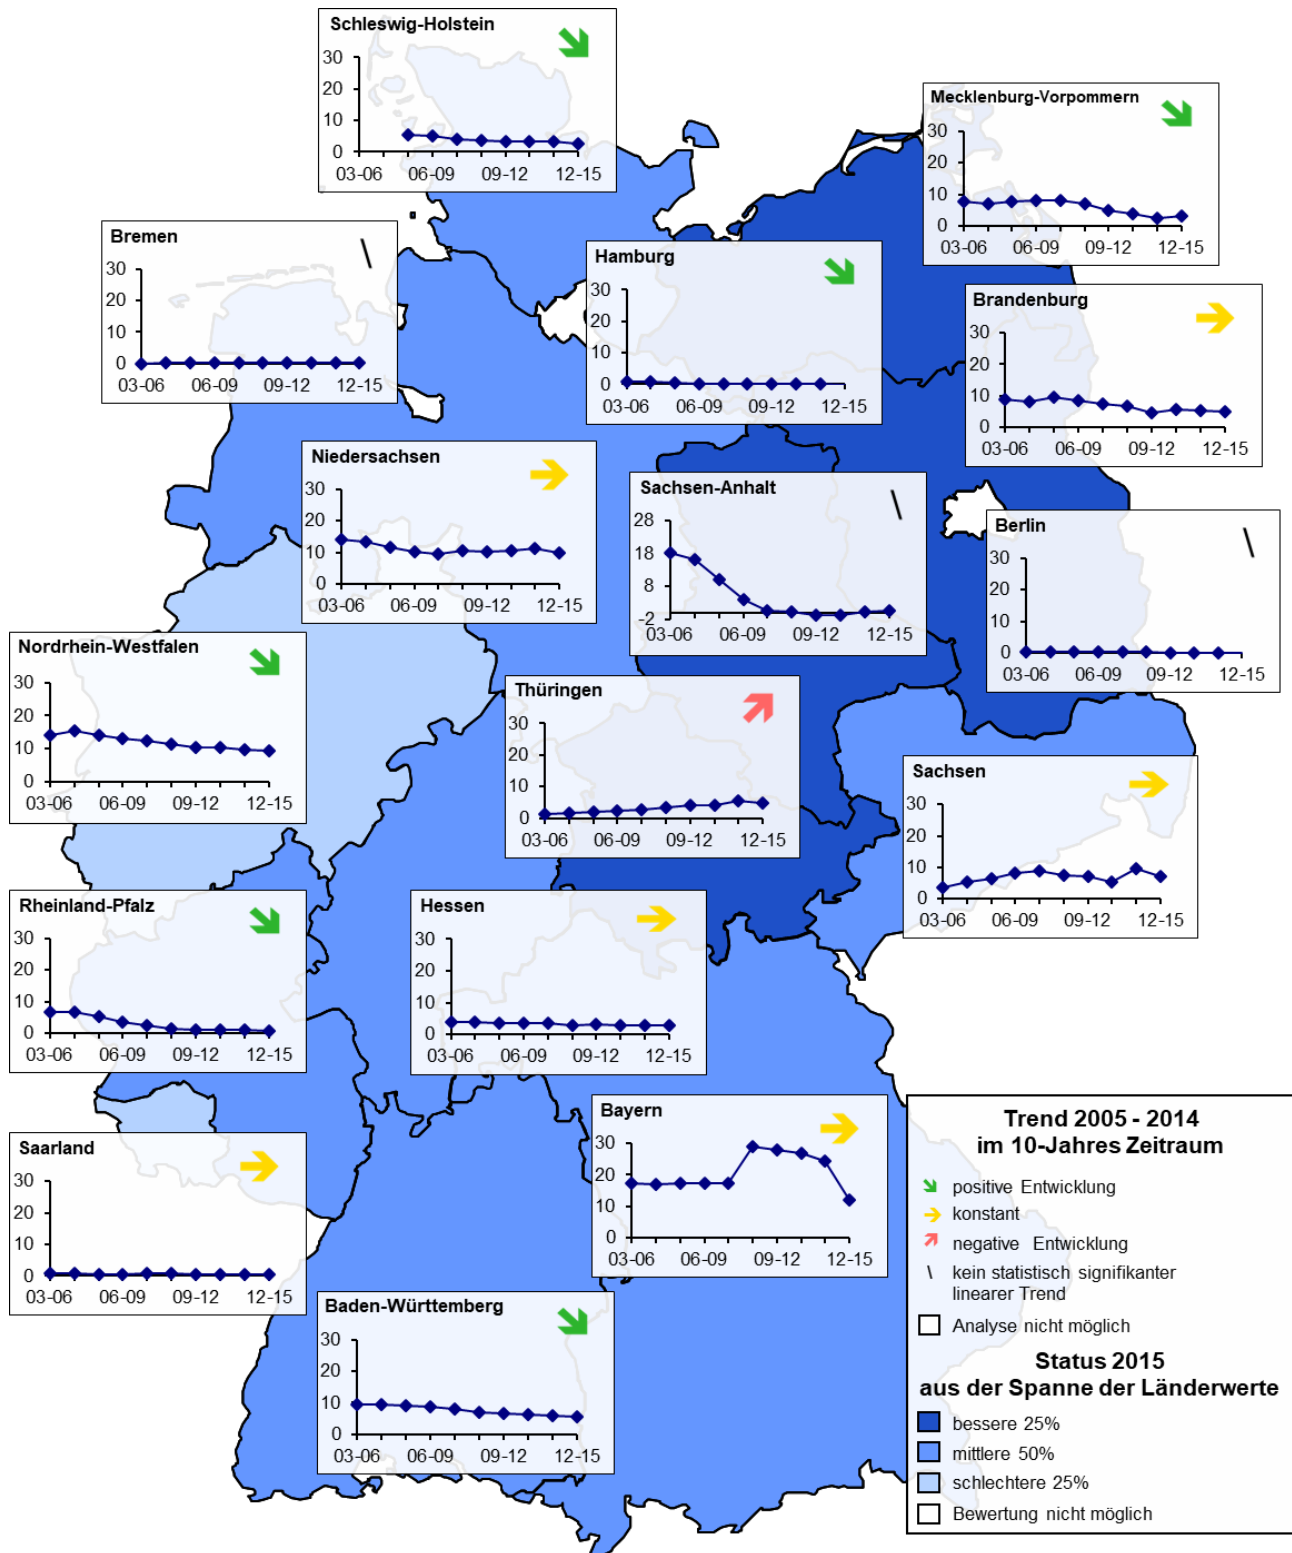 Schleswig-Holstein
30
20
10
0
03-06 06-09 09-12 12-15
Mecklenburg-Vorpommern
30
20
10
0
03-06 06-09 09-12 12-15
Bremen
30
20
10
0
03-06 06-09 09-12 12-15
Hamburg
30
20
10
0
03-06 06-09 09-12 12-15
Brandenburg
30
20
10
0
03-06 06-09 09-12 12-15
Niedersachsen
30
20
10
0
03-06 06-09 09-12 12-15
Sachsen-Anhalt
28
18
8
-2
03-06 06-09 09-12 12-15
Berlin
30
20
10
0
03-06 06-09 09-12 12-15
Nordrhein-Westfalen
30
20
10
0
03-06 06-09 09-12 12-15
Thüringen
30
20
10
0
03-06 06-09 09-12 12-15
Sachsen
30
20
10
0
03-06 06-09 09-12 12-15
Rheinland-Pfalz
30
20
10
0
03-06 06-09 09-12 12-15
Hessen
30
20
10
0
03-06 06-09 09-12 12-15
Saarland
30
20
10
0
03-06 06-09 09-12 12-15
Bayern
30
20
10
0
03-06 06-09 09-12 12-15
Baden-Württemberg
30
20
10
0
03-06 06-09 09-12 12-15
Trend 2005 - 2014
im 10-Jahres Zeitraum
positive Entwicklung
konstant
negative Entwicklung
\ kein statistisch signifikanter
linearer Trend
Analyse nicht möglich
Status 2015
aus der Spanne der Länderwerte
bessere 25%
mittlere 50%
schlechtere 25%
Bewertung nicht möglich